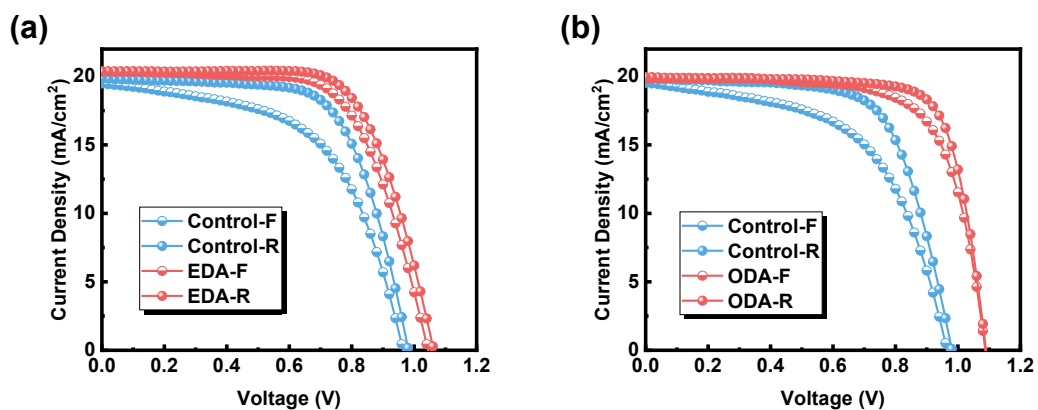 (a)
Current Density (mA/cm²)
20
15
10
5
0
Control-F
Control-R
EDA-F
EDA-R
0.0 0.2 0.4 0.6 0.8 1.0 1.2
Voltage (V)
(b)
Current Density (mA/cm²)
20
15
10
5
0
Control-F
Control-R
ODA-F
ODA-R
0.0 0.2 0.4 0.6 0.8 1.0 1.2
Voltage (V)